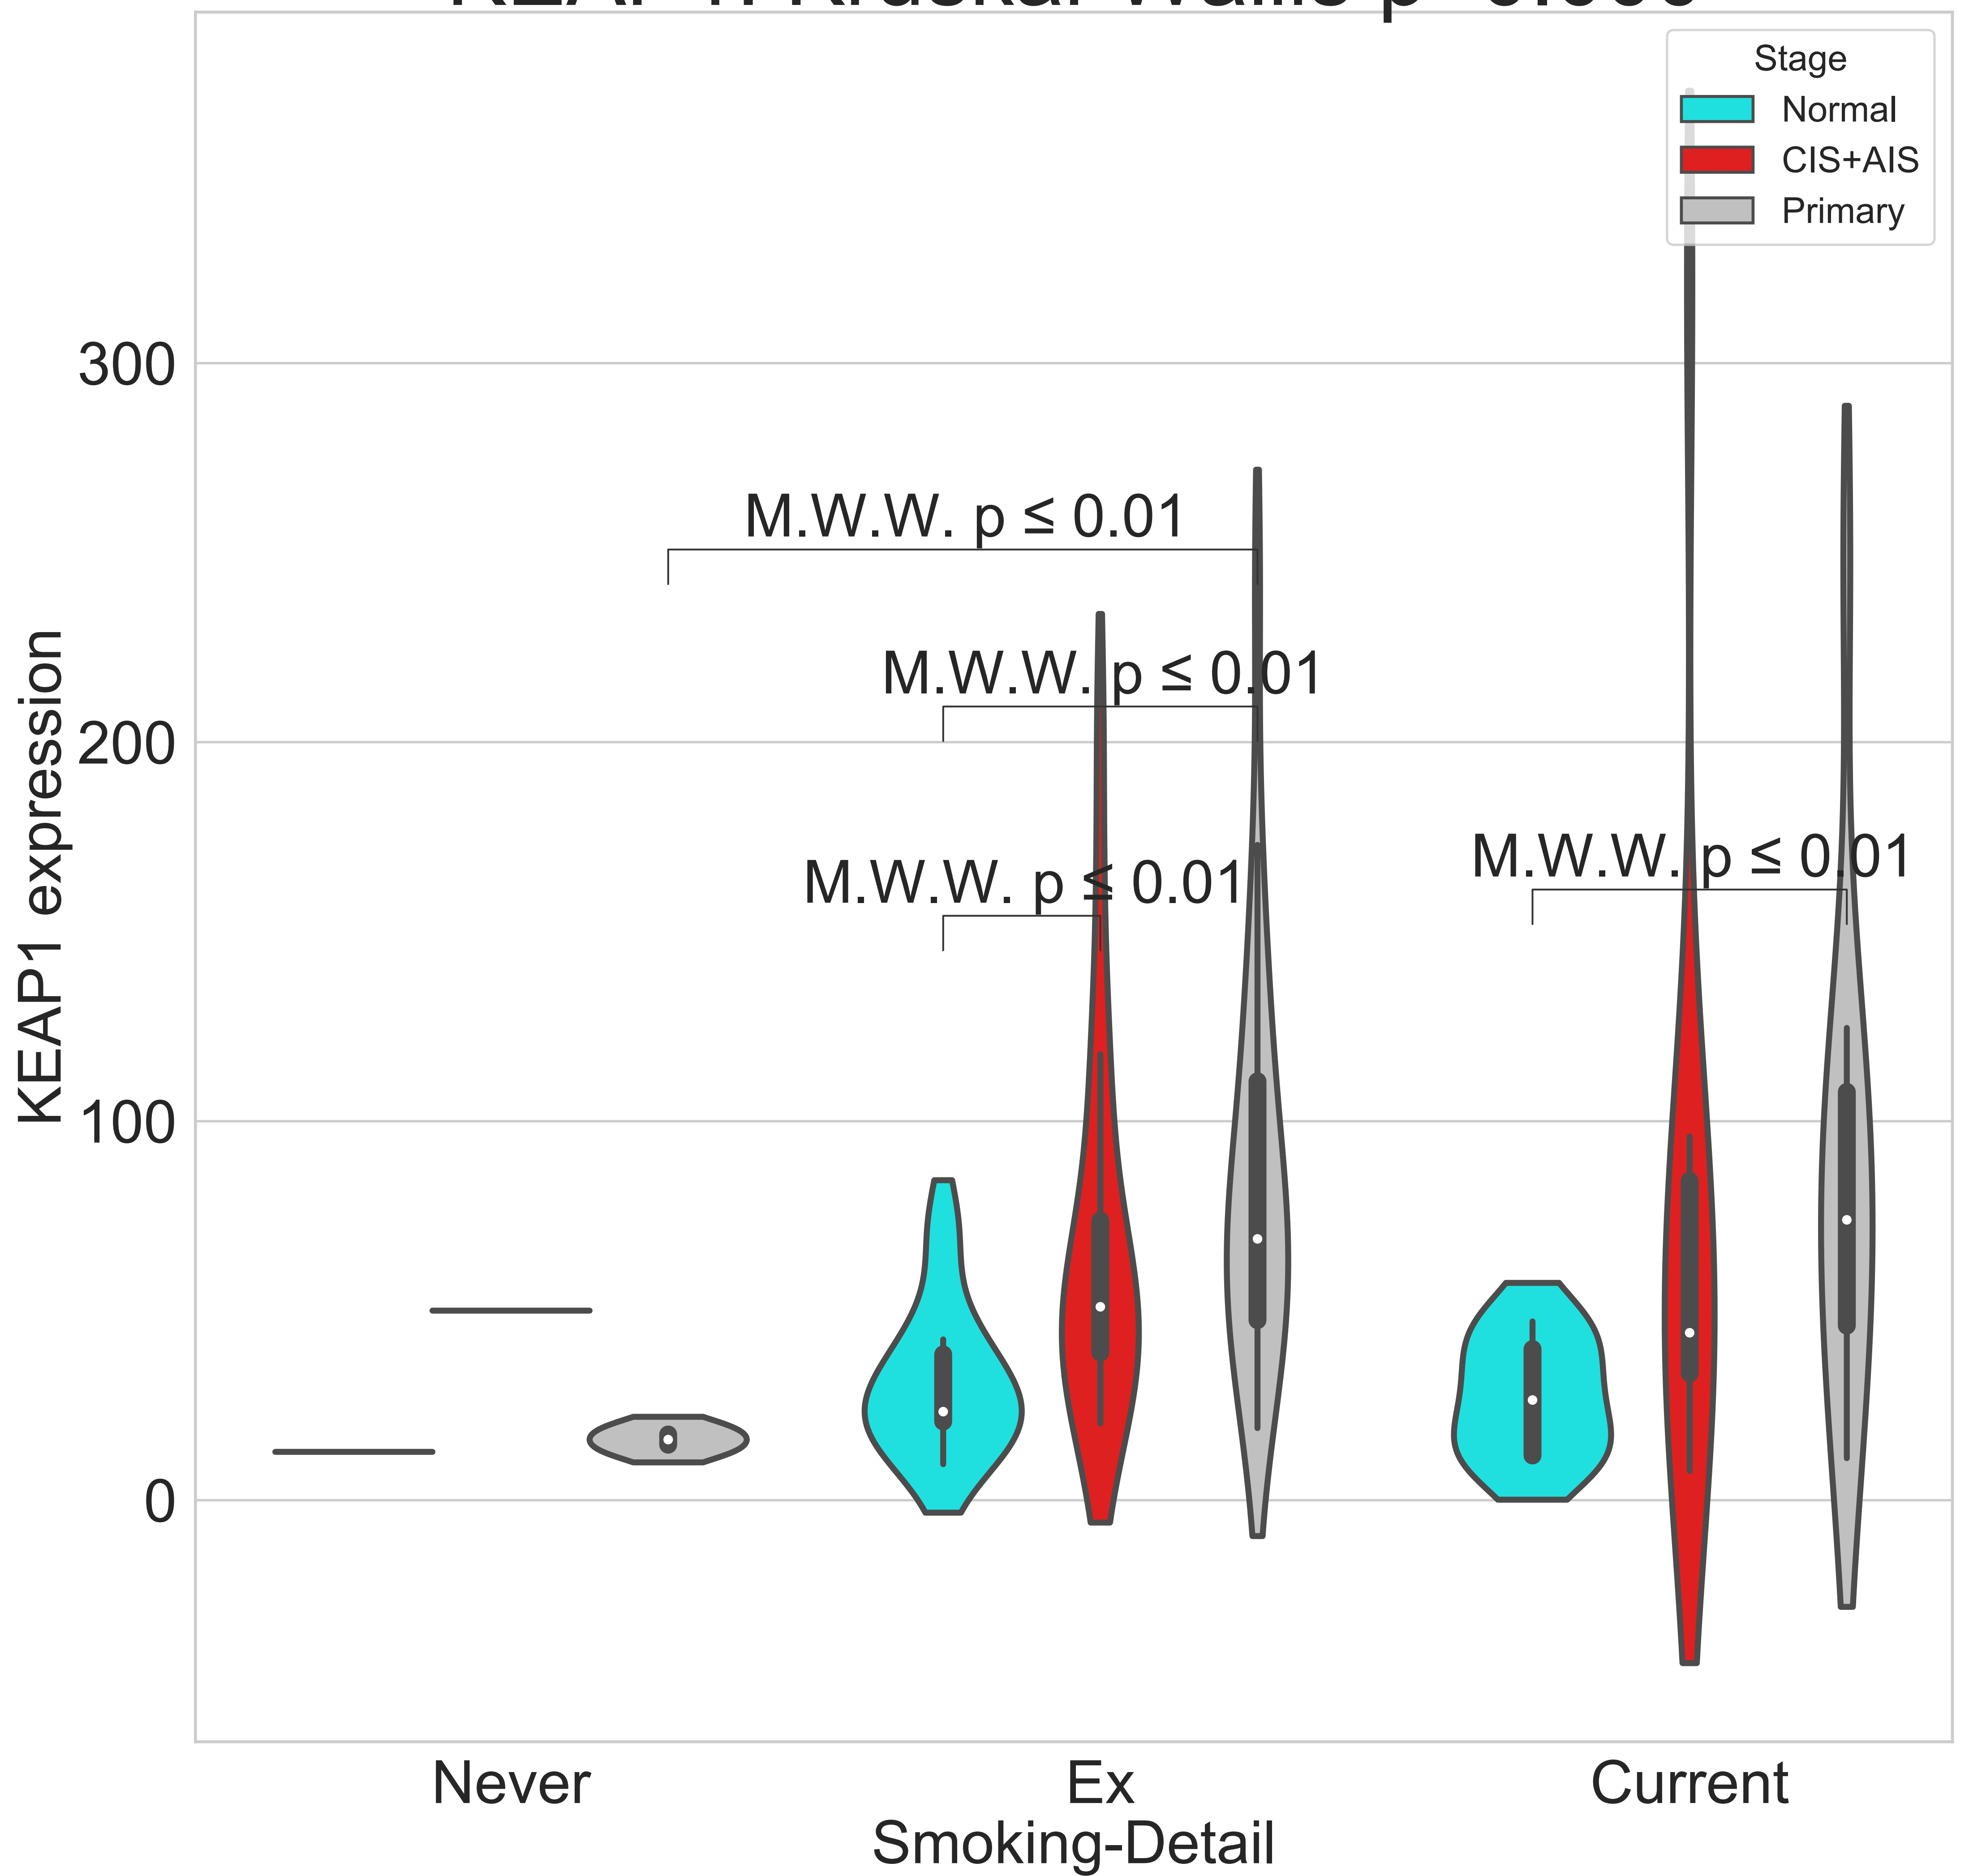 Stage
Normal
CIS+AIS
Primary
300
200
100
0
KEAP1 expression
M.W.W. p ≤ 0.01
M.W.W. p ≤ 0.01
M.W.W. p ≤ 0.01
M.W.W. p ≤ 0.01
Never
Ex
Current
Smoking-Detail